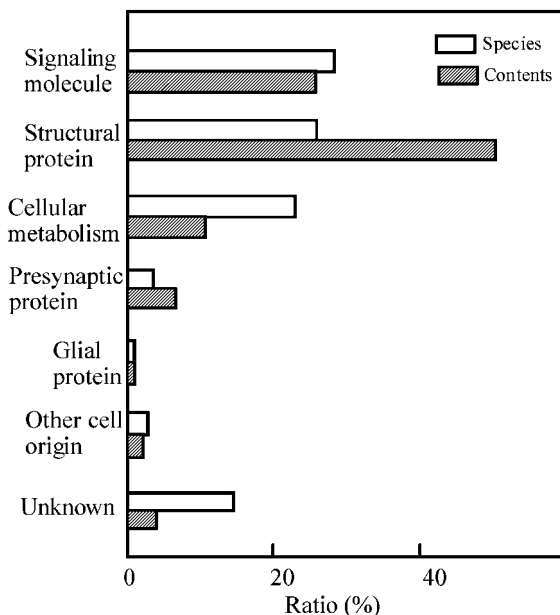 Signaling
molecule
Structural
protein
Cellular
metabolism
Presynaptic
protein
Glial
protein
Other cell
origin
Unknown
Species
Contents
0 20 40
Ratio (%)